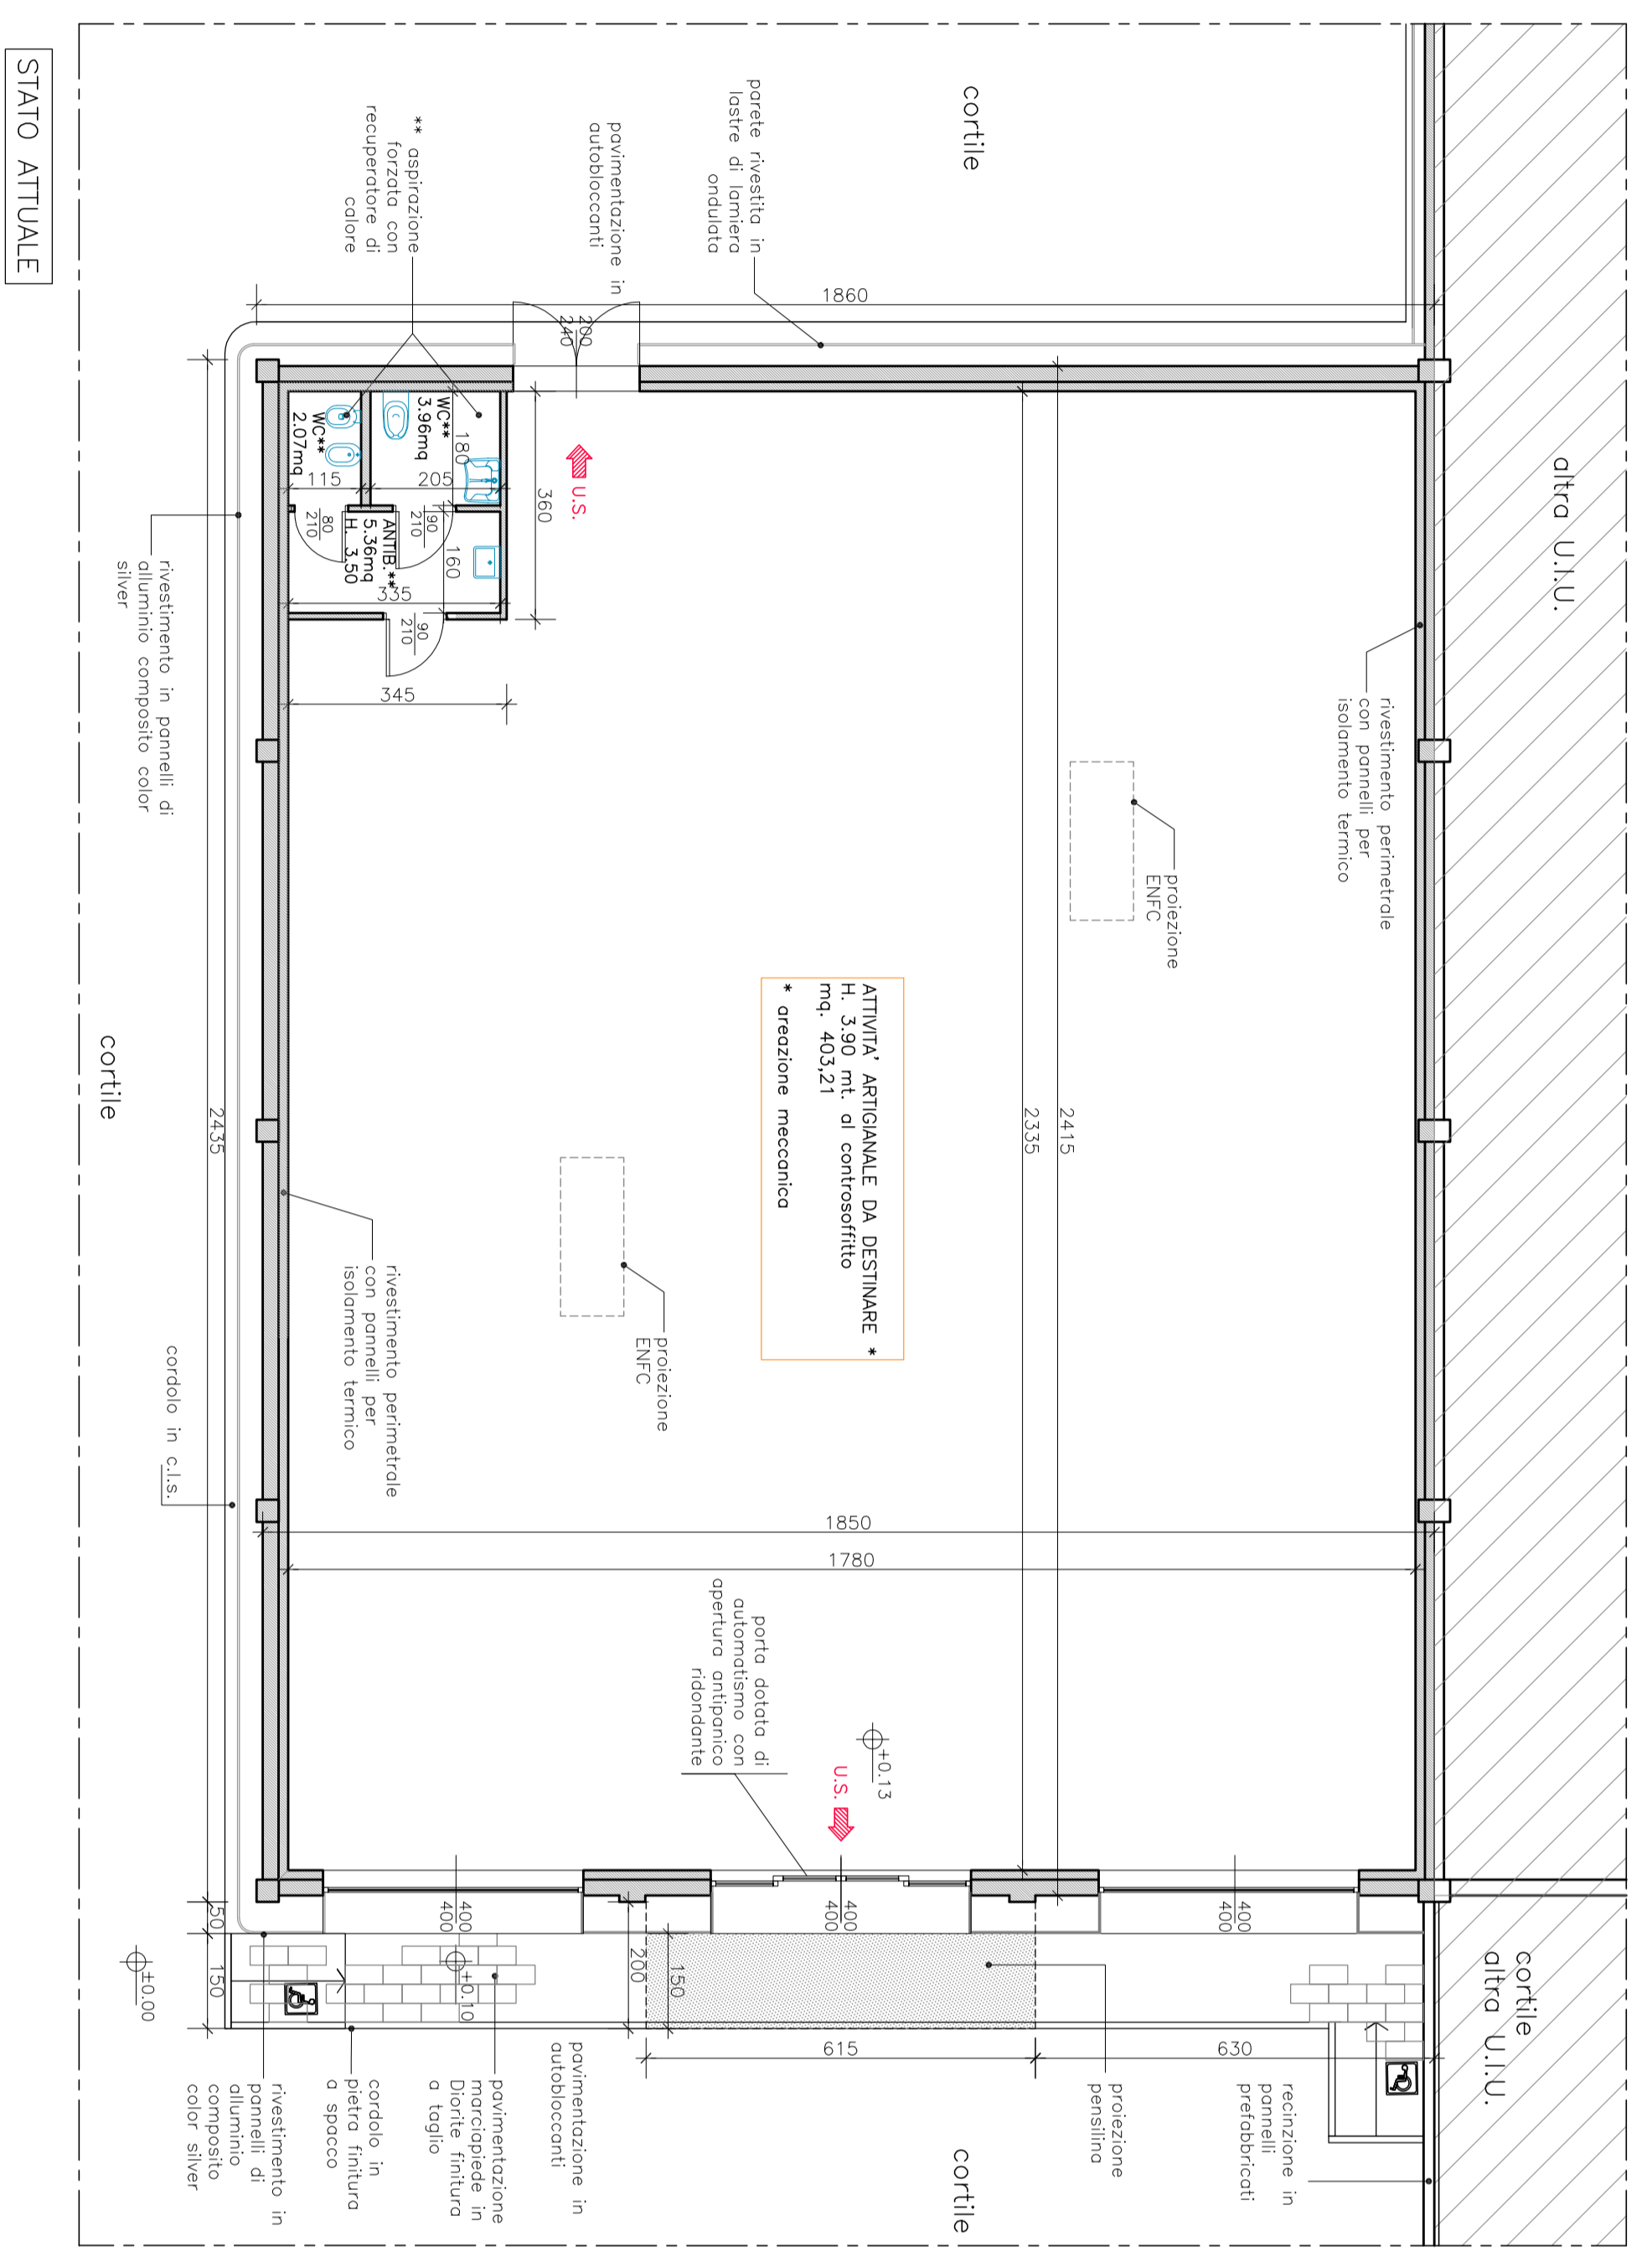 altra U.I.U.
cortile
altra U.I.U.
rivestimento perimetrale
con pannelli per
isolamento termico
recinzione in
pannelli
prefabbricati
630
cortile
parete rivestita in
lastre di lamiera
ondulata
1860
proiezione
ENFC
2415
2335
400
400
proiezione
pensilina
ATTIVITA' ARTIGIANALE DA DESTINARE *
H. 3.90 mt. al controsoffitto
mq. 403,21
* areazione meccanica
1850
1780
+0.13
U.S.
400
400
615
cortile
porta dotata di
automatismo con
apertura antipanico
ridondante
150
200
pavimentazione in
autobloccanti
200
240
U.S.
360
proiezione
ENFC
pavimentazione in
autobloccanti
** aspirazione
forzata con
recuperatore di
calore
WC**
3.96mq
180
205
90
210
160
90
210
ANTIB.**
5.36mq
H. 3.50
335
345
WC**
2.07mq
115
80
210
rivestimento perimetrale
con pannelli per
isolamento termico
400
400
+0.10
pavimentazione
marciapiede in
Diorite finitura
a taglio
cordolo in
pietra finitura
a spacco
2435
50
150
rivestimento in
pannelli di
alluminio
composito
color silver
rivestimento in pannelli di
alluminio composito color
silver
cordolo in c.l.s.
±0.00
cortile
STATO ATTUALE